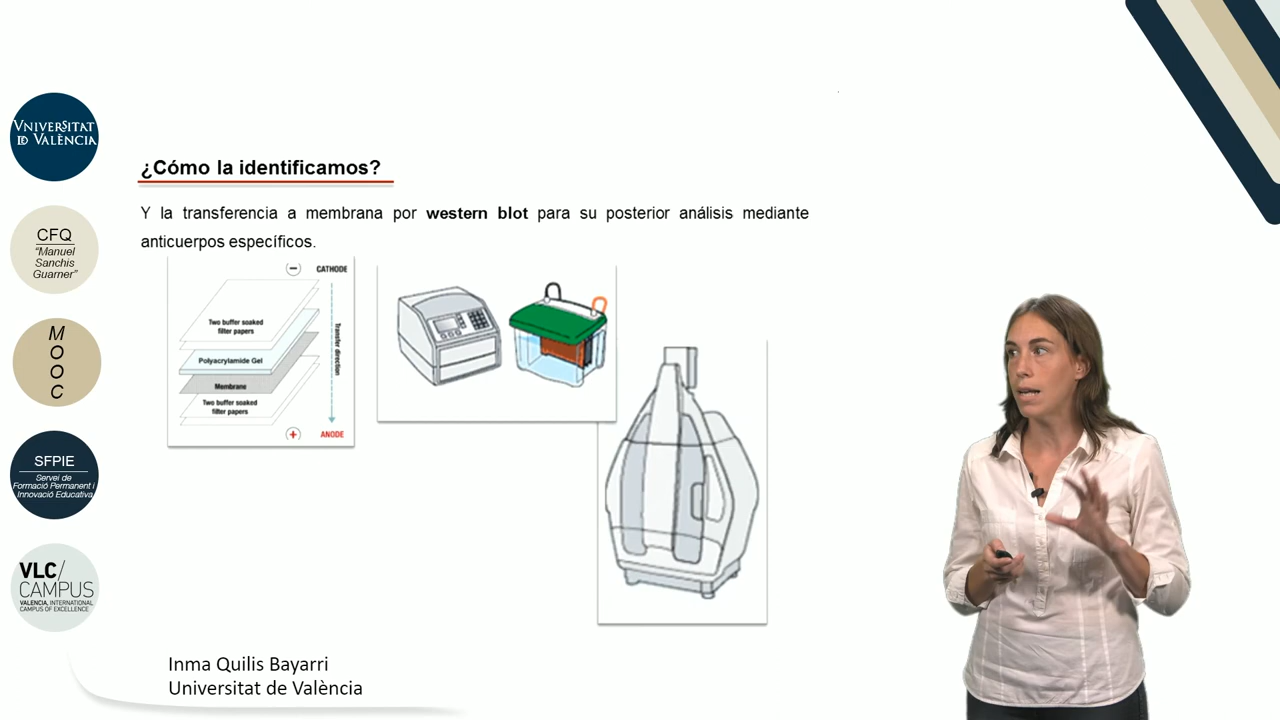 VNIVERSITAT
ID VALÈNCIA
CFQ
“Manuel
Sanchis
Guarner”
M
O
O
C
SFPIE
Servei de
Formació Permanent i
Innovació Educativa
VLC/
CAMPUS
VALENCIA, INTERNATIONAL
CAMPUS OF EXCELLENCE
¿Cómo la identificamos?
Y la transferencia a membrana por western blot para su posterior análisis mediante
anticuerpos específicos.
− CATHODE
Two buffer soaked
filter papers
Polyacrylamide Gel
Membrane
Two buffer soaked
filter papers
Transfer direction
+ ANODE
Inma Quilis Bayarri
Universitat de València